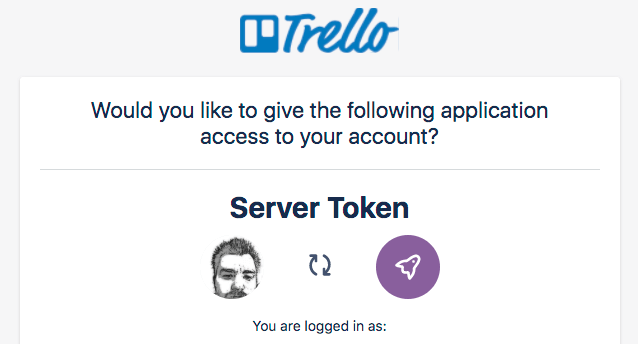 Trello
Would you like to give the following application
access to your account?
Server Token
You are logged in as: